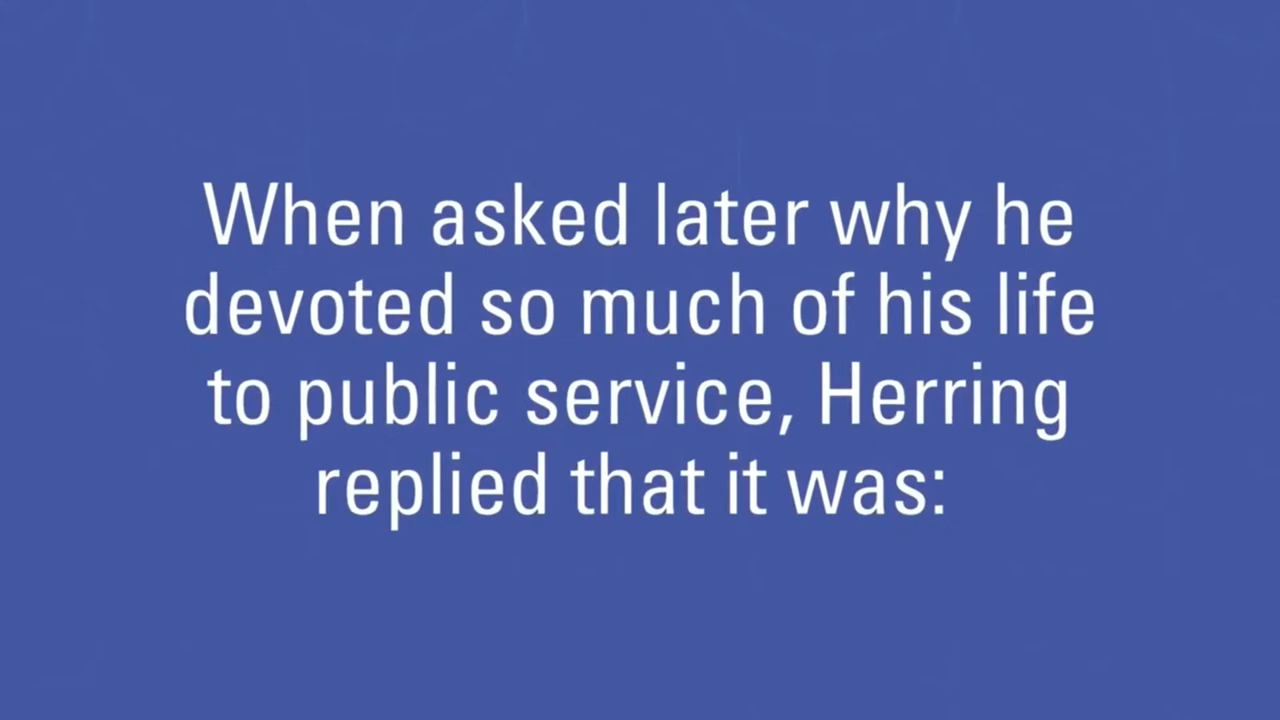 When asked later why he
devoted so much of his life
to public service, Herring
replied that it was: